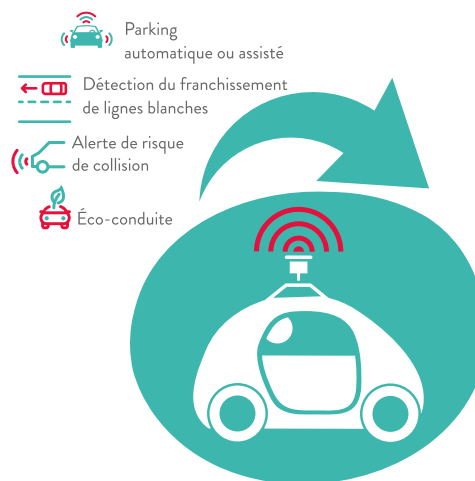 Parking
automatique ou assisté
Détection du franchissement
de lignes blanches
Alerte de risque
de collision
Éco-conduite